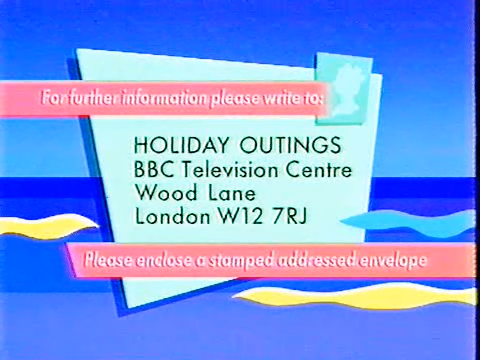 For further information please write to:
HOLIDAY OUTINGS
BBC Television Centre
Wood Lane
London W12 7RJ
Please enclose a stamped addressed envelope